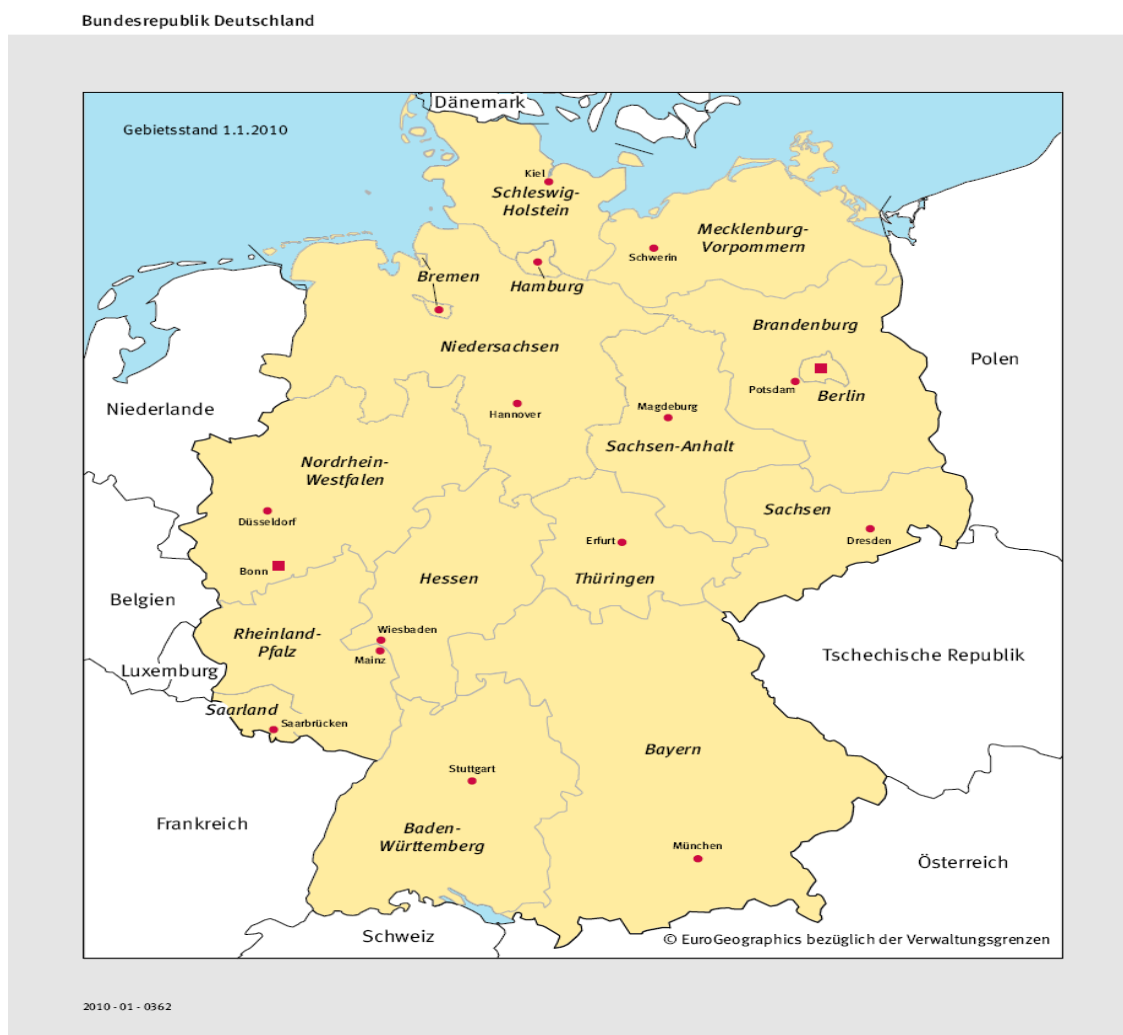 Bundesrepublik Deutschland
Dänemark
Gebietsstand 1.1.2010
Kiel
Schleswig-
Holstein
Mecklenburg-
Vorpommern
Schwerin
Bremen
Hamburg
Brandenburg
Niedersachsen
Polen
Potsdam
Berlin
Niederlande
Hannover
Magdeburg
Sachsen-Anhalt
Nordrhein-
Westfalen
Sachsen
Düsseldorf
Erfurt
Dresden
Bonn
Hessen
Thüringen
Belgien
Rheinland-
Pfalz
Wiesbaden
Mainz
Tschechische Republik
Luxemburg
Saarland
Saarbrücken
Bayern
Stuttgart
Frankreich
Baden-
Württemberg
München
Österreich
Schweiz
© EuroGeographics bezüglich der Verwaltungsgrenzen
2010 - 01 - 0362